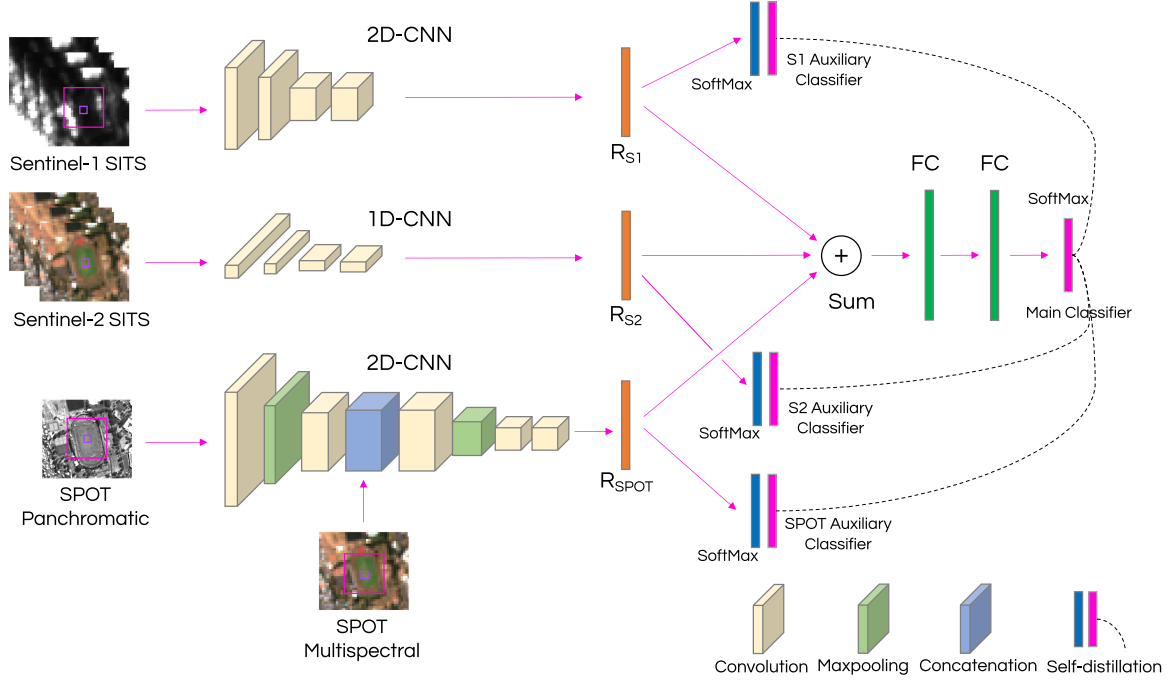 2D-CNN
SoftMax
S1 Auxiliary
Classifier
Sentinel-1 SITS
RS1
1D-CNN
FC
FC
SoftMax
Sentinel-2 SITS
RS2
Sum
Main Classifier
2D-CNN
SoftMax
S2 Auxiliary
Classifier
SPOT
Panchromatic
RSPOT
SoftMax
SPOT Auxiliary
Classifier
SPOT
Multispectral
Convolution
Maxpooling
Concatenation
Self-distillation